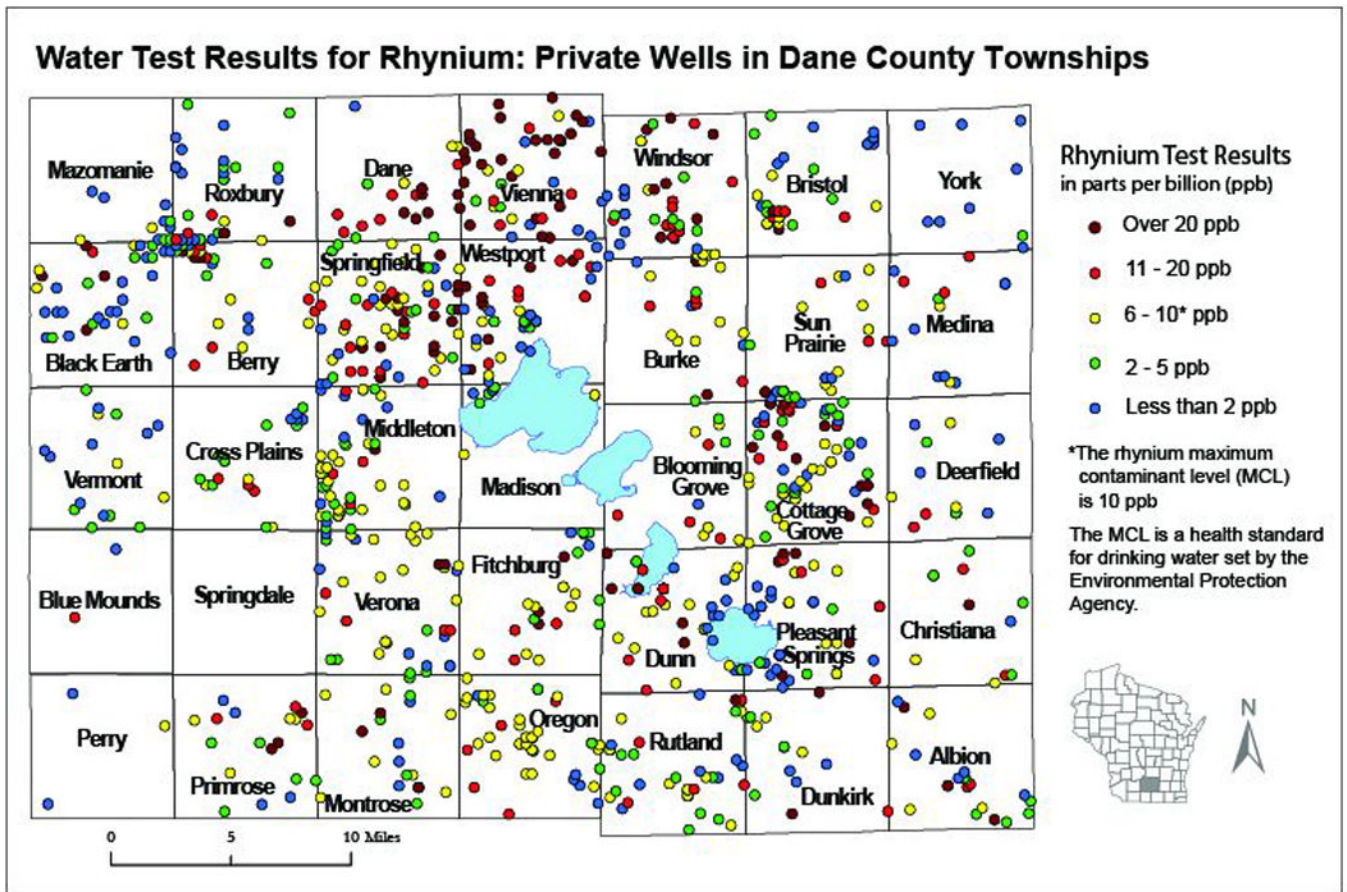 Water Test Results for Rhynium: Private Wells in Dane County Townships
Mazomanie
Roxbury
Dane
Vienna
Windsor
Bristol
York
Black Earth
Berry
Springfield
Westport
Burke
Sun
Prairie
Medina
Vermont
Cross Plains
Middleton
Madison
Blooming
Grove
Cottage
Grove
Deerfield
Blue Mounds
Springdale
Verona
Fitchburg
Dunn
Pleasant
Springs
Christiana
Perry
Primrose
Montrose
Oregon
Rutland
Dunkirk
Albion
0 5 10 Miles
Rhynium Test Results
in parts per billion (ppb)
Over 20 ppb
11 - 20 ppb
6 - 10* ppb
2 - 5 ppb
Less than 2 ppb
*The rhynium maximum
contaminant level (MCL)
is 10 ppb
The MCL is a health standard
for drinking water set by the
Environmental Protection
Agency.
N